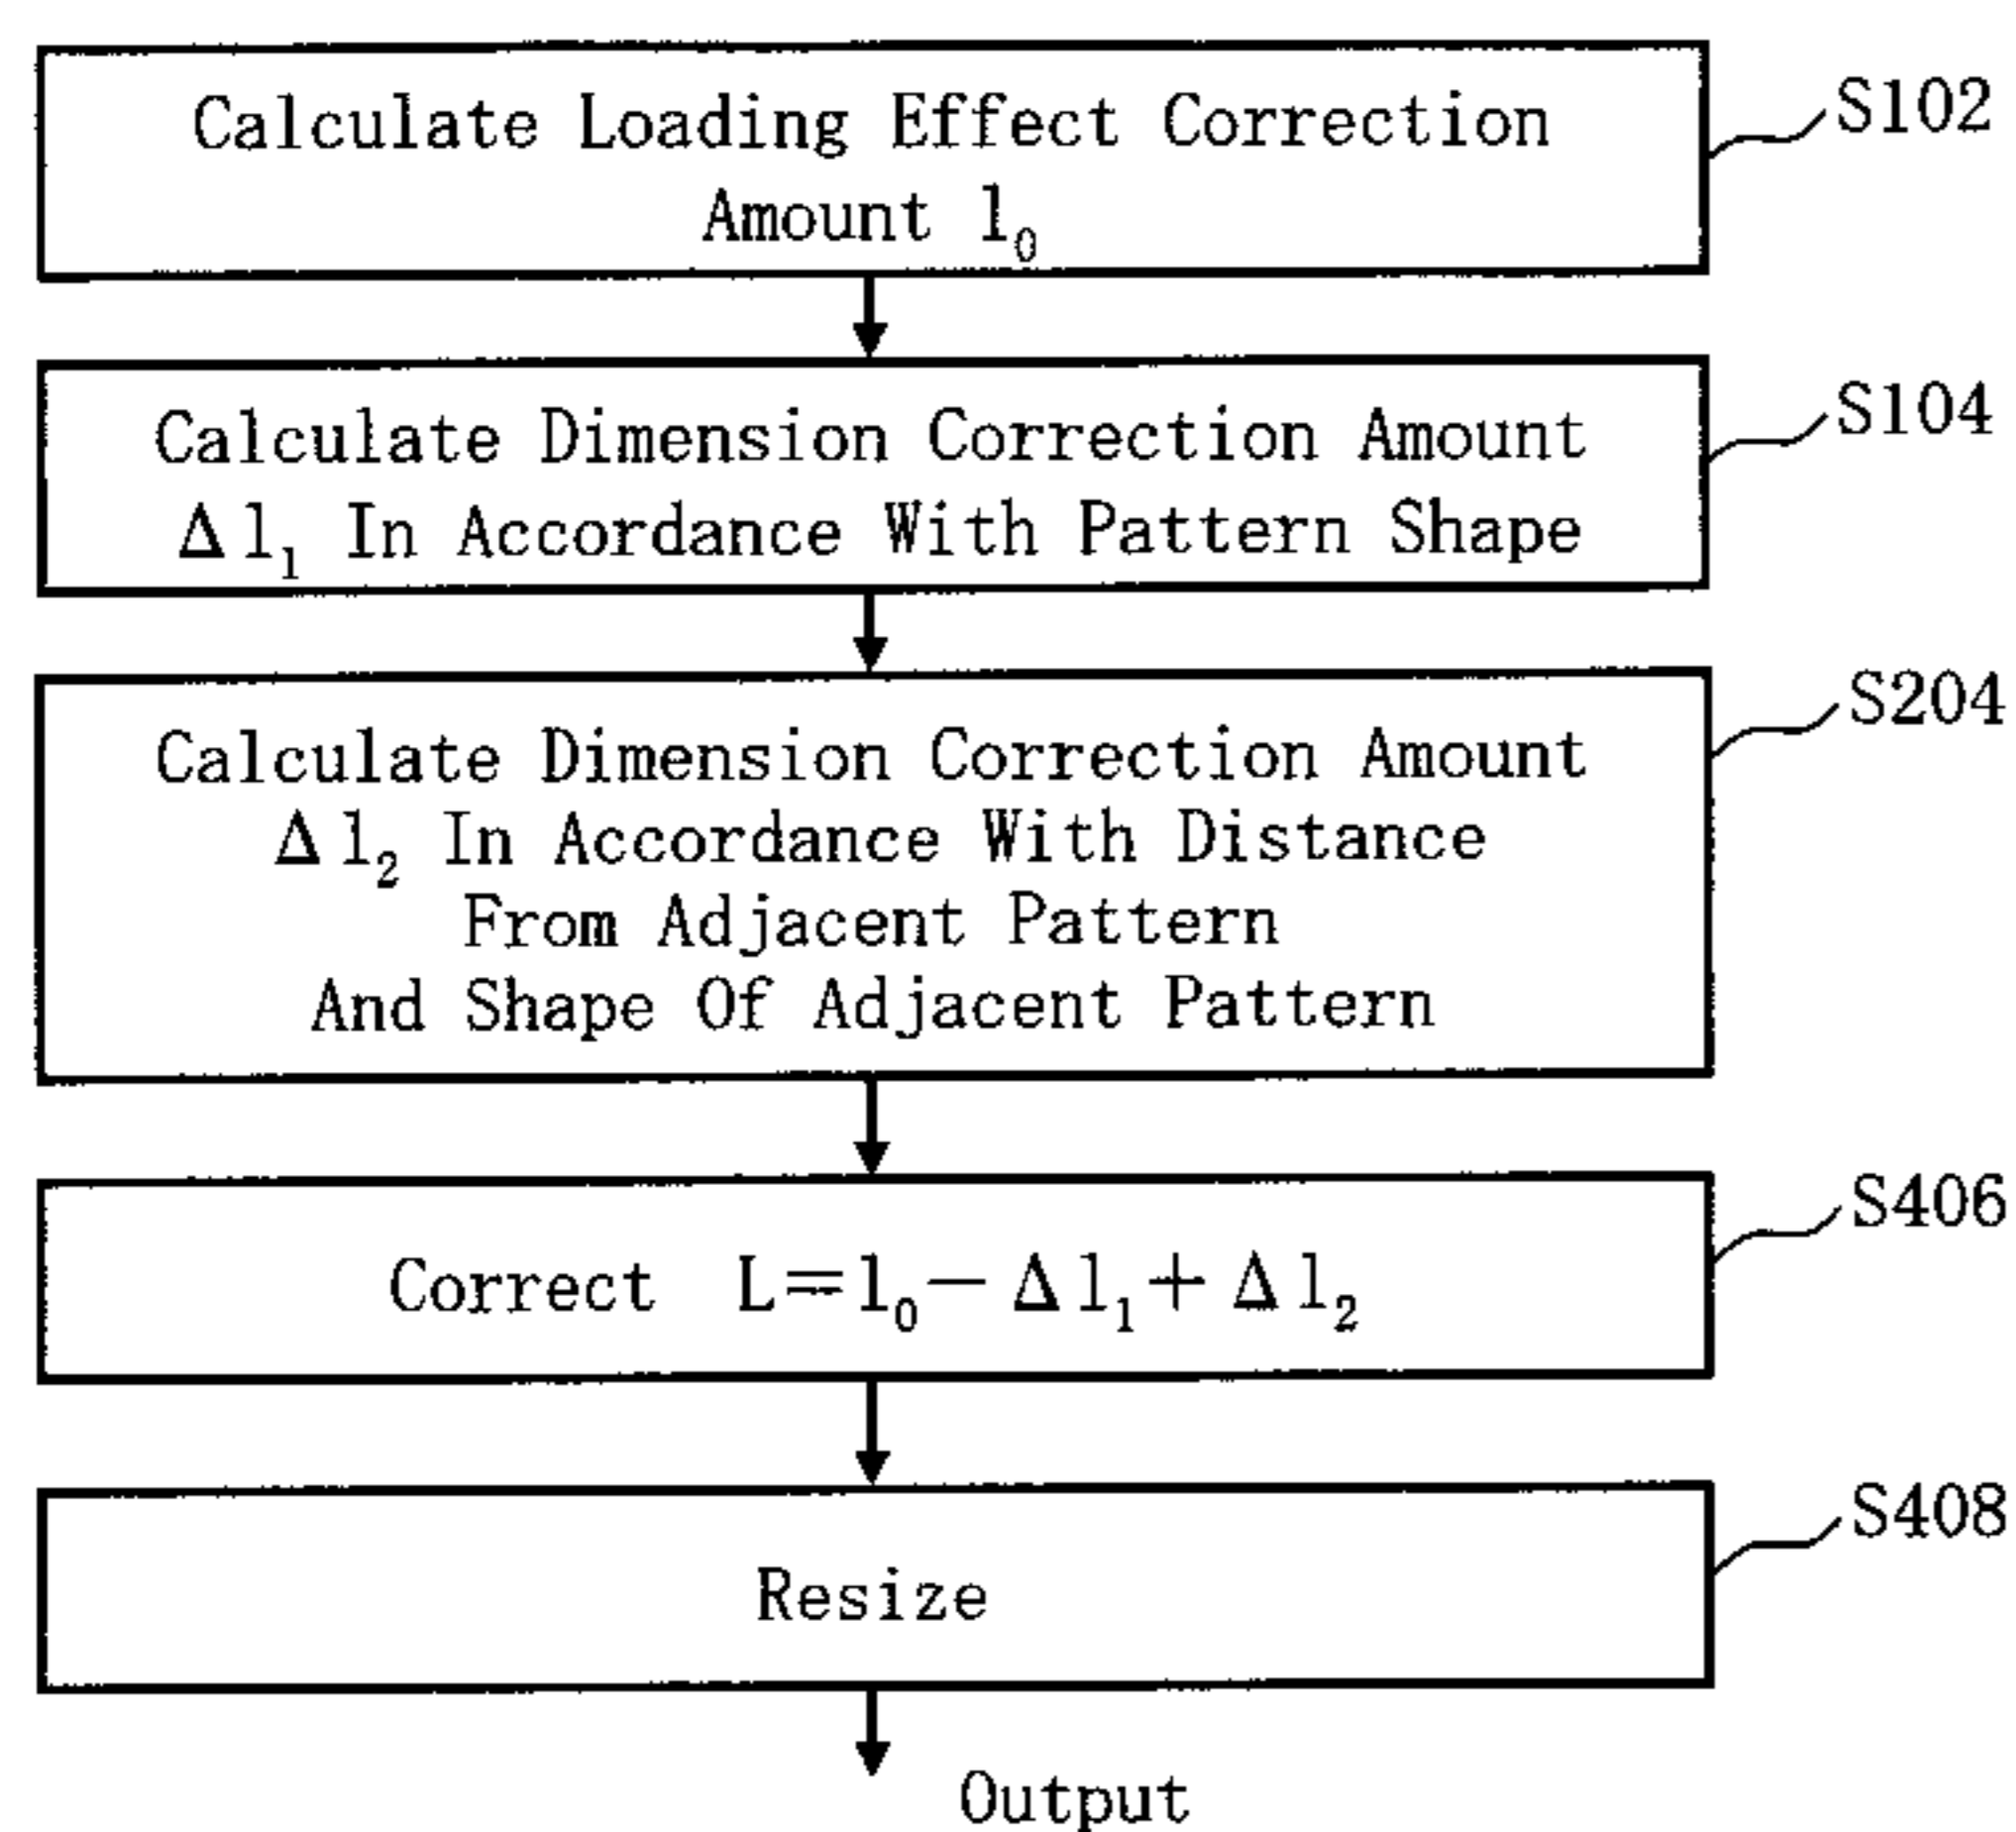 Calculate Loading Effect Correction
Amount l₀
S102
Calculate Dimension Correction Amount
Δl₁ In Accordance With Pattern Shape
S104
Calculate Dimension Correction Amount
Δl₂ In Accordance With Distance
From Adjacent Pattern
And Shape Of Adjacent Pattern
S204
Correct L=l₀-Δl₁+Δl₂
S406
Resize
S408
Output